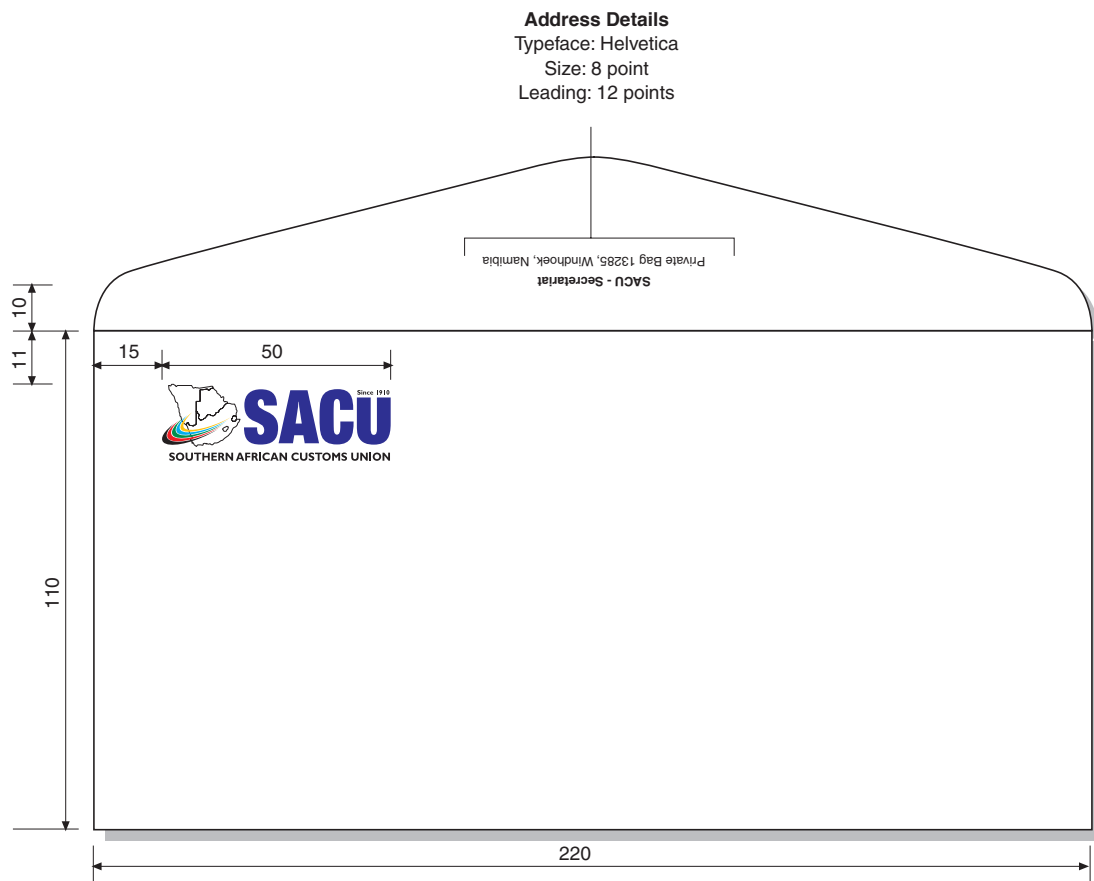 Address Details
Typeface: Helvetica
Size: 8 point
Leading: 12 points
SACU - Secretariat
Private Bag 13285, Windhoek, Namibia
10
11
15
50
Since 1910
SACU
SOUTHERN AFRICAN CUSTOMS UNION
110
220